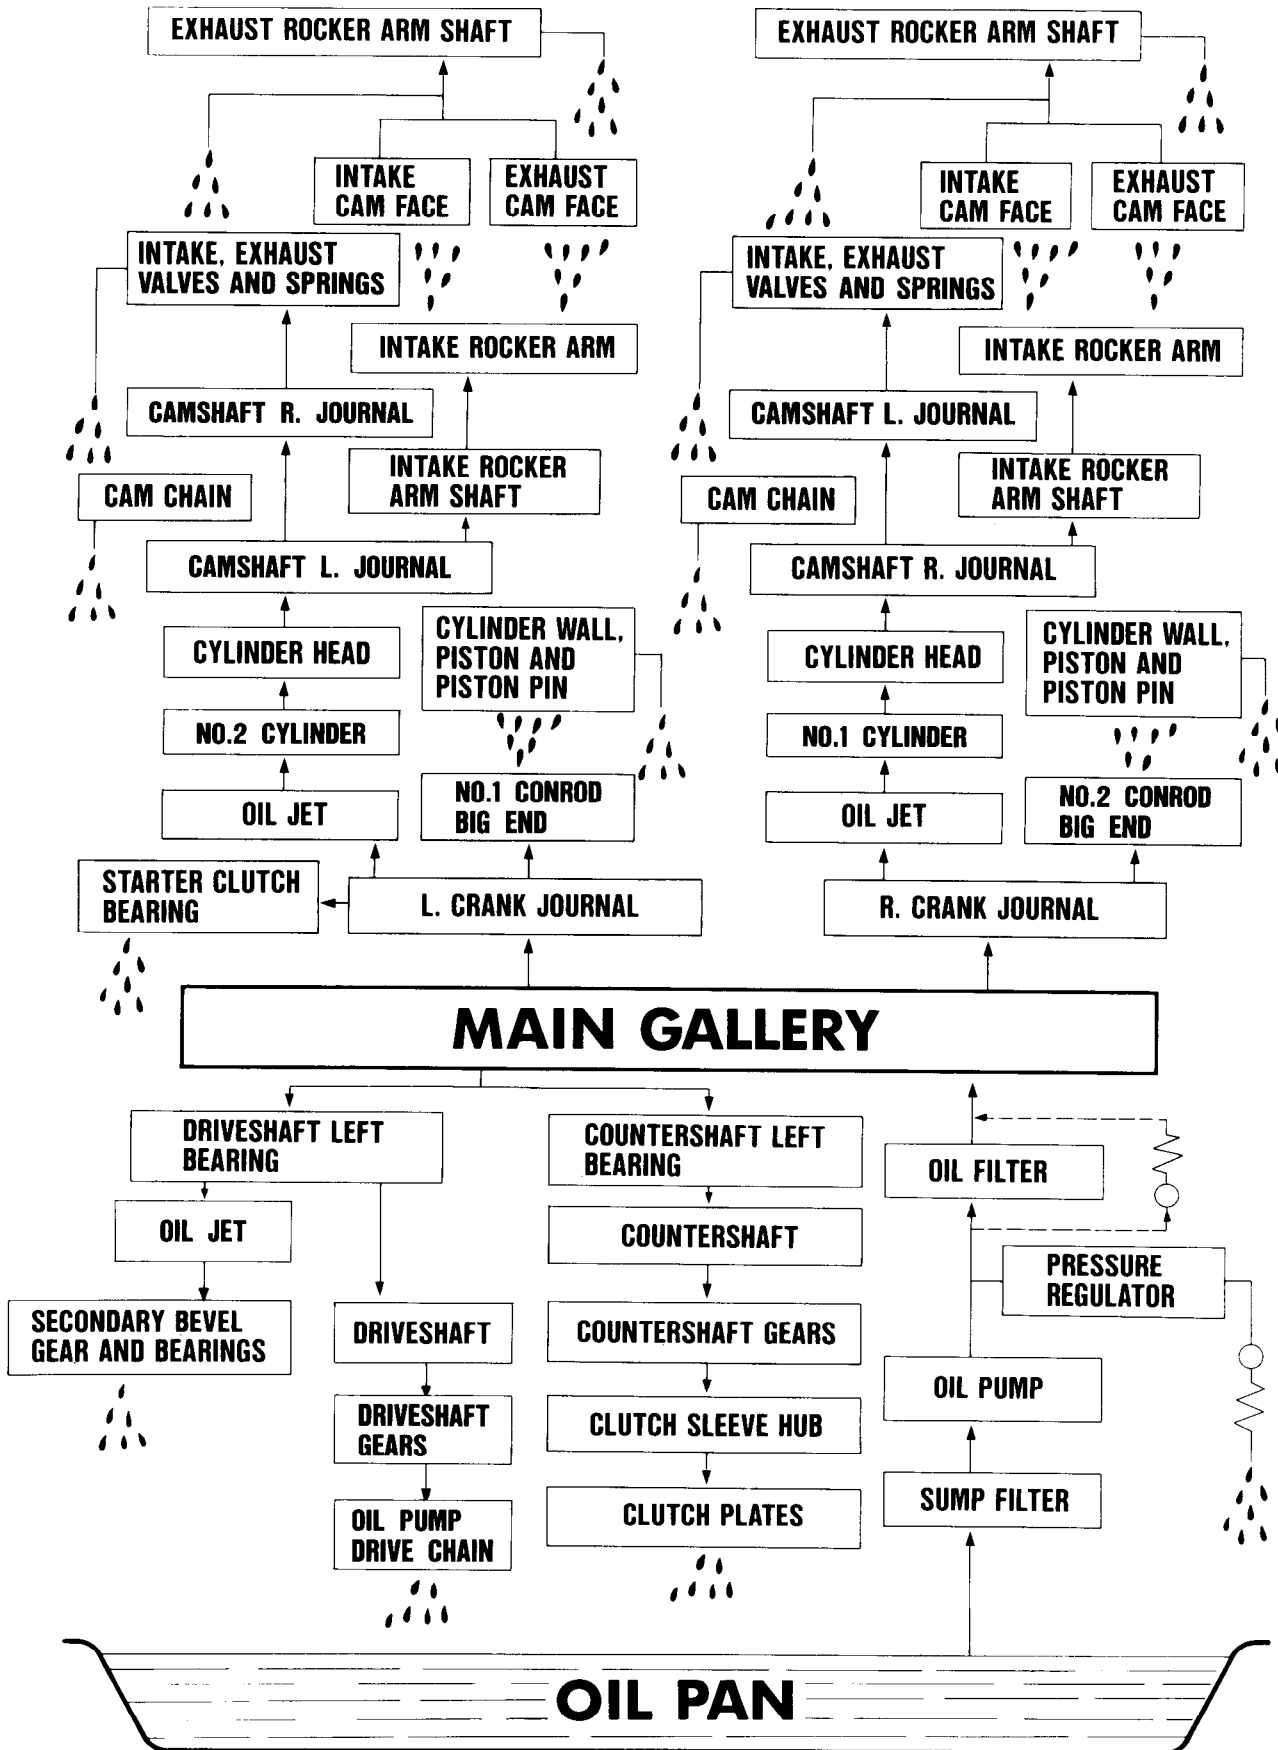 EXHAUST ROCKER ARM SHAFT
EXHAUST ROCKER ARM SHAFT
INTAKE
CAM FACE
EXHAUST
CAM FACE
INTAKE
CAM FACE
EXHAUST
CAM FACE
INTAKE, EXHAUST
VALVES AND SPRINGS
INTAKE, EXHAUST
VALVES AND SPRINGS
INTAKE ROCKER ARM
INTAKE ROCKER ARM
CAMSHAFT R. JOURNAL
CAMSHAFT L. JOURNAL
INTAKE ROCKER
ARM SHAFT
INTAKE ROCKER
ARM SHAFT
CAM CHAIN
CAM CHAIN
CAMSHAFT L. JOURNAL
CAMSHAFT R. JOURNAL
CYLINDER HEAD
CYLINDER WALL,
PISTON AND
PISTON PIN
CYLINDER HEAD
CYLINDER WALL,
PISTON AND
PISTON PIN
NO.2 CYLINDER
NO.1 CYLINDER
OIL JET
NO.1 CONROD
BIG END
OIL JET
NO.2 CONROD
BIG END
STARTER CLUTCH
BEARING
L. CRANK JOURNAL
R. CRANK JOURNAL
MAIN GALLERY
DRIVESHAFT LEFT
BEARING
COUNTERSHAFT LEFT
BEARING
OIL FILTER
OIL JET
COUNTERSHAFT
PRESSURE
REGULATOR
SECONDARY BEVEL
GEAR AND BEARINGS
DRIVESHAFT
COUNTERSHAFT GEARS
OIL PUMP
DRIVESHAFT
GEARS
CLUTCH SLEEVE HUB
SUMP FILTER
OIL PUMP
DRIVE CHAIN
CLUTCH PLATES
OIL PAN